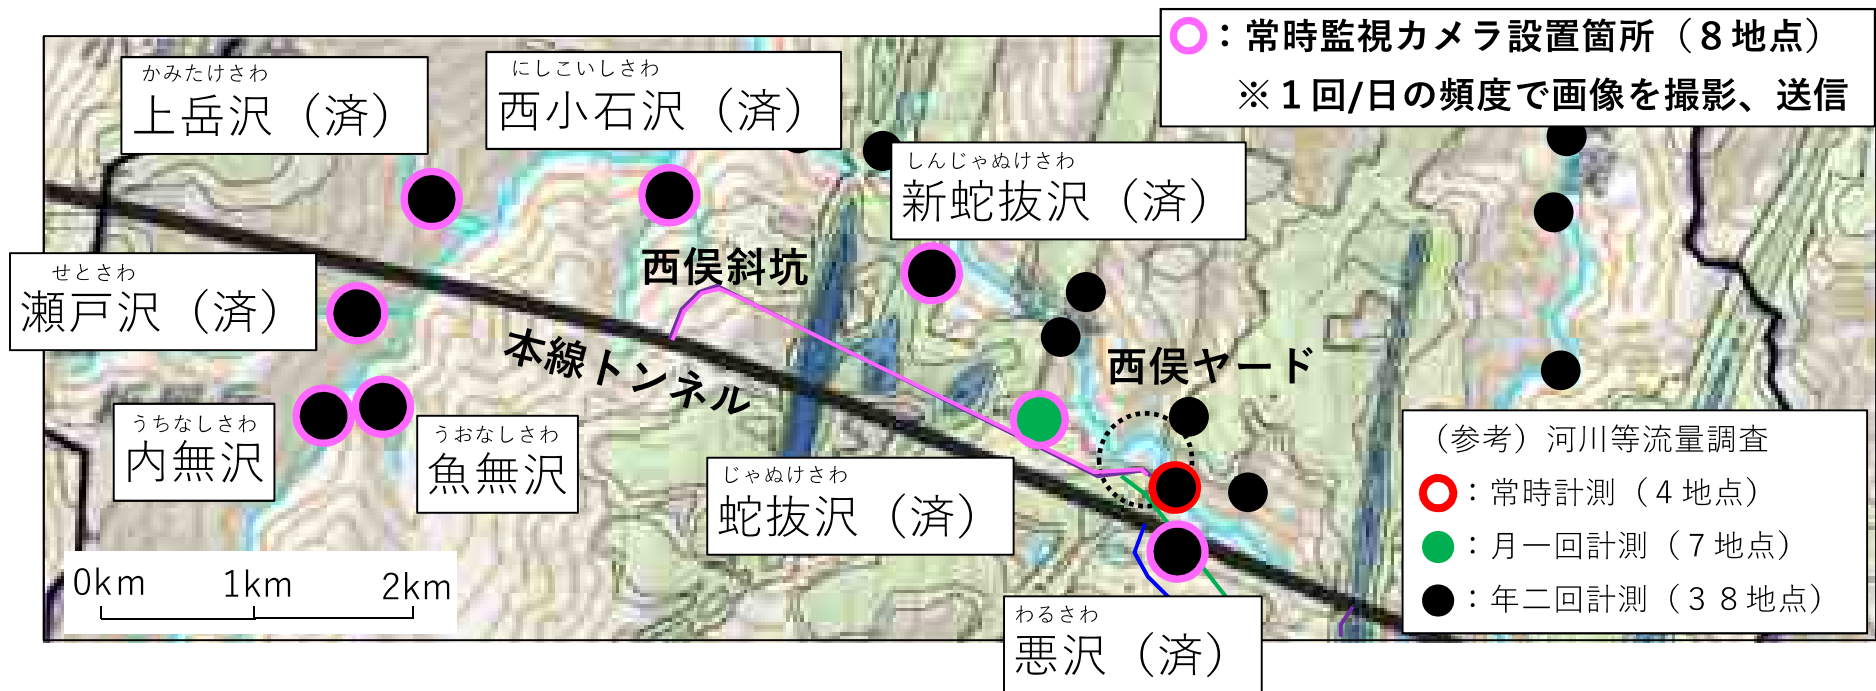 ：常時監視カメラ設置箇所（８地点）
※１回/日の頻度で画像を撮影、送信
かみたけさわ
上岳沢（済）
にしこいしさわ
西小石沢（済）
しんじゃぬけさわ
新蛇抜沢（済）
せとさわ
瀬戸沢（済）
西俣斜坑
本線トンネル
西俣ヤード
うちなしさわ
内無沢
うおなしさわ
魚無沢
じゃぬけさわ
蛇抜沢（済）
わるさわ
悪沢（済）
0km 1km 2km
（参考）河川等流量調査
：常時計測（４地点）
：月一回計測（７地点）
：年二回計測（３８地点）